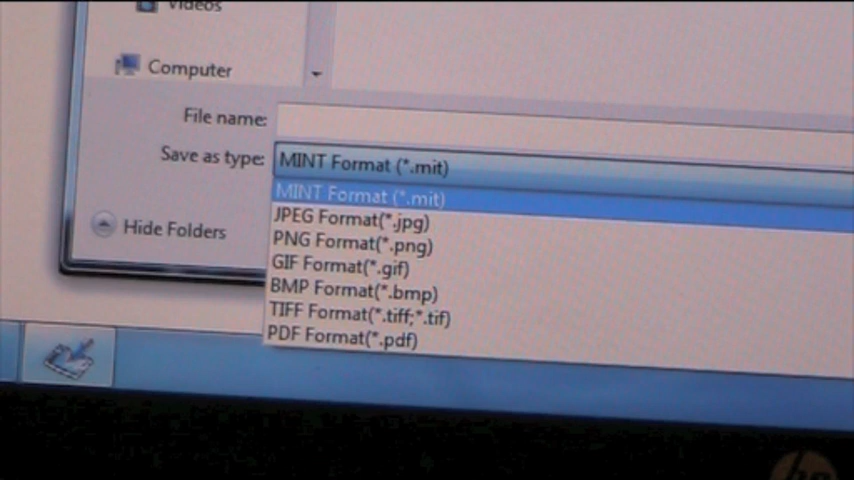 Videos
Computer
File name:
Save as type: MINT Format (*.mit)
MINT Format (*.mit)
JPEG Format(*.jpg)
PNG Format(*.png)
GIF Format(*.gif)
BMP Format(*.bmp)
TIFF Format(*.tiff;*.tif)
PDF Format(*.pdf)
Hide Folders
hp